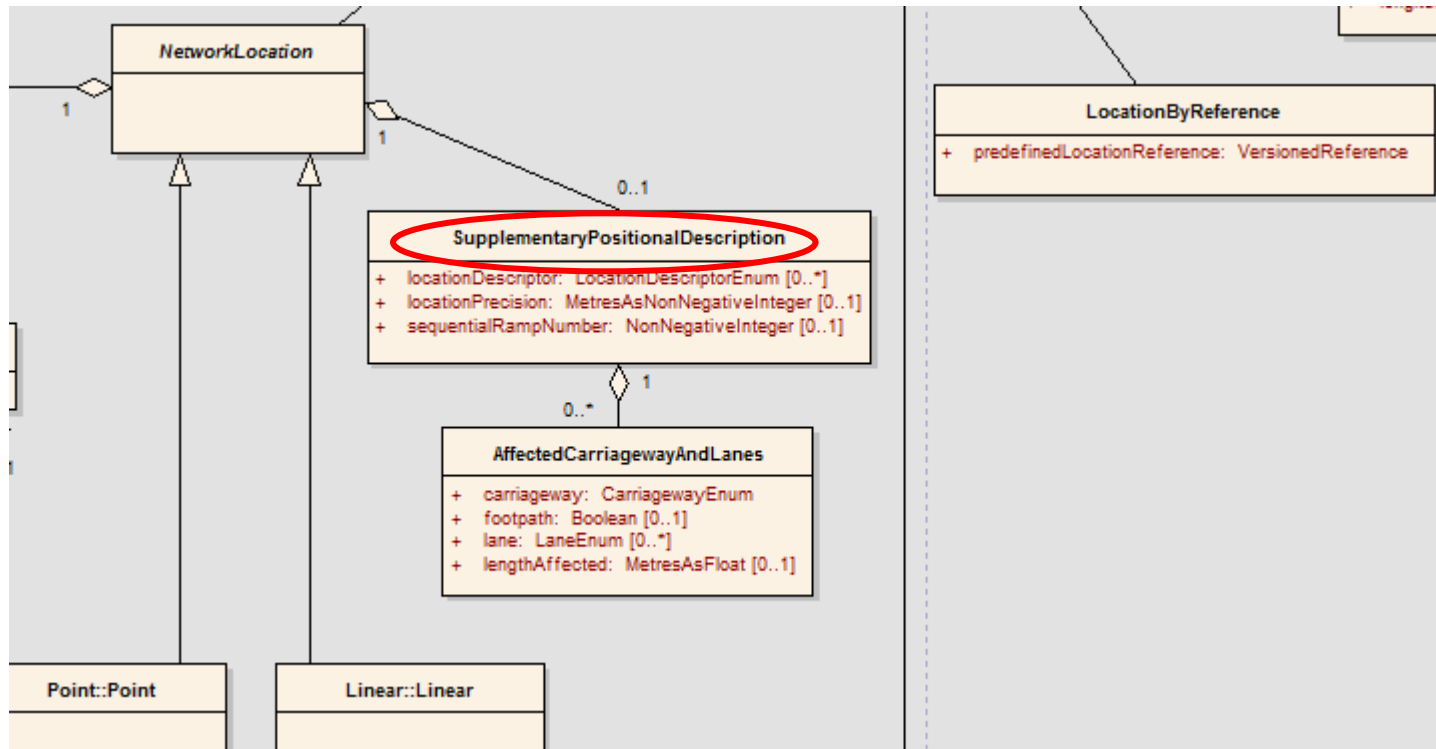 NetworkLocation
1
1
0..1
SupplementaryPositionalDescription
+ locationDescriptor: LocationDescriptorEnum [0..*]
+ locationPrecision: MetresAsNonNegativeInteger [0..1]
+ sequentialRampNumber: NonNegativeInteger [0..1]
1
0..*
AffectedCarriagewayAndLanes
+ carriageway: CarriagewayEnum
+ footpath: Boolean [0..1]
+ lane: LaneEnum [0..*]
+ lengthAffected: MetresAsFloat [0..1]
Point::Point
Linear::Linear
LocationByReference
+ predefinedLocationReference: VersionedReference